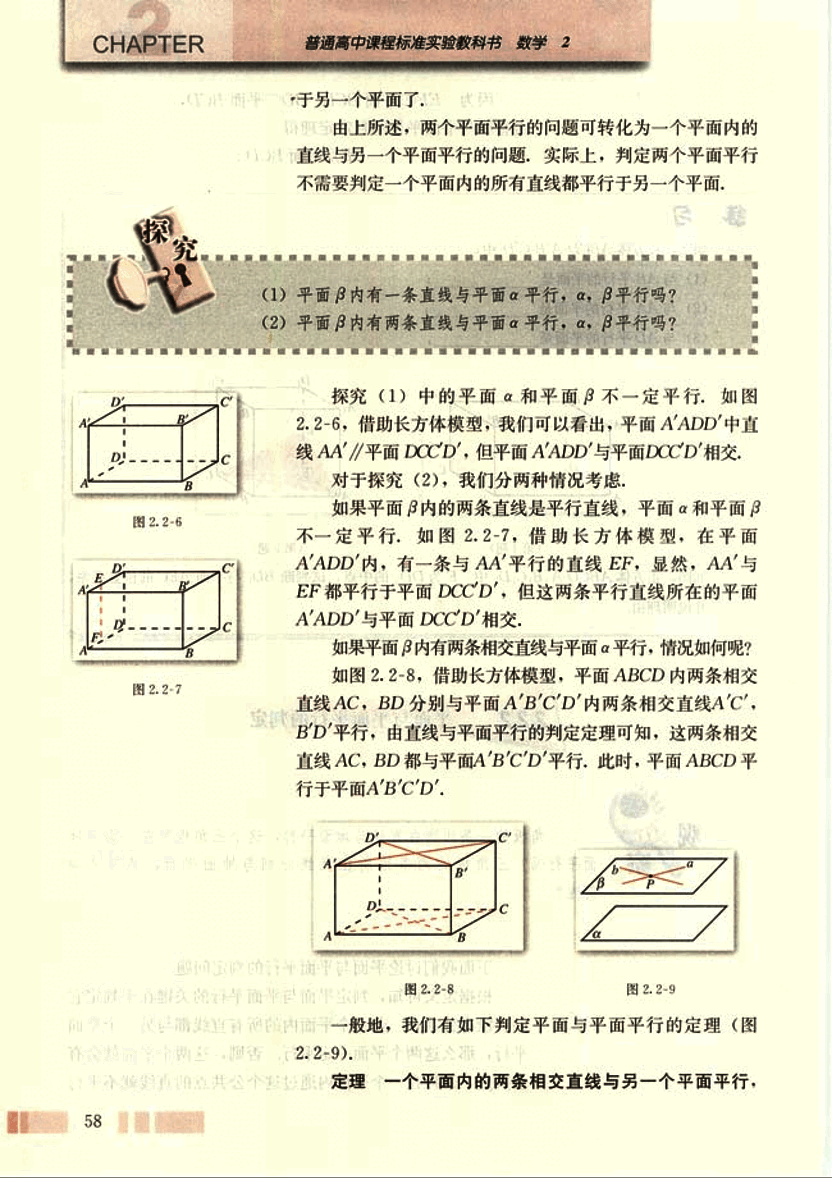 2
CHAPTER
普通高中课程标准实验教科书 数学 2
于另一个平面了.
由上所述，两个平面平行的问题可转化为一个平面内的
直线与另一个平面平行的问题. 实际上，判定两个平面平行
不需要判定一个平面内的所有直线都平行于另一个平面.
探究
(1) 平面β内有一条直线与平面α平行，α，β平行吗？
(2) 平面β内有两条直线与平面α平行，α，β平行吗？
D′ C′
A′ B′
D C
A B
图 2.2-6
探究（1）中的平面 α 和平面 β 不一定平行. 如图
2.2-6，借助长方体模型，我们可以看出，平面 A′ADD′中直
线 AA′∥平面 DCC′D′，但平面 A′ADD′与平面DCC′D′相交.
对于探究（2），我们分两种情况考虑.
如果平面β内的两条直线是平行直线，平面α和平面β
不一定平行. 如图 2.2-7，借助长方体模型，在平面
A′ADD′内，有一条与 AA′平行的直线 EF，显然，AA′与
EF 都平行于平面 DCC′D′，但这两条平行直线所在的平面
A′ADD′与平面 DCC′D′相交.
D′ C′
E
A′ B′
D C
F
A B
图 2.2-7
如果平面β内有两条相交直线与平面α平行，情况如何呢？
如图 2.2-8，借助长方体模型，平面 ABCD 内两条相交
直线 AC，BD 分别与平面 A′B′C′D′内两条相交直线A′C′，
B′D′平行，由直线与平面平行的判定定理可知，这两条相交
直线 AC，BD 都与平面A′B′C′D′平行. 此时，平面 ABCD 平
行于平面A′B′C′D′.
D′ C′
A′ B′
D C
A B
图 2.2-8
b a
β P
α
图 2.2-9
一般地，我们有如下判定平面与平面平行的定理（图
2.2-9）.
定理 一个平面内的两条相交直线与另一个平面平行，
58